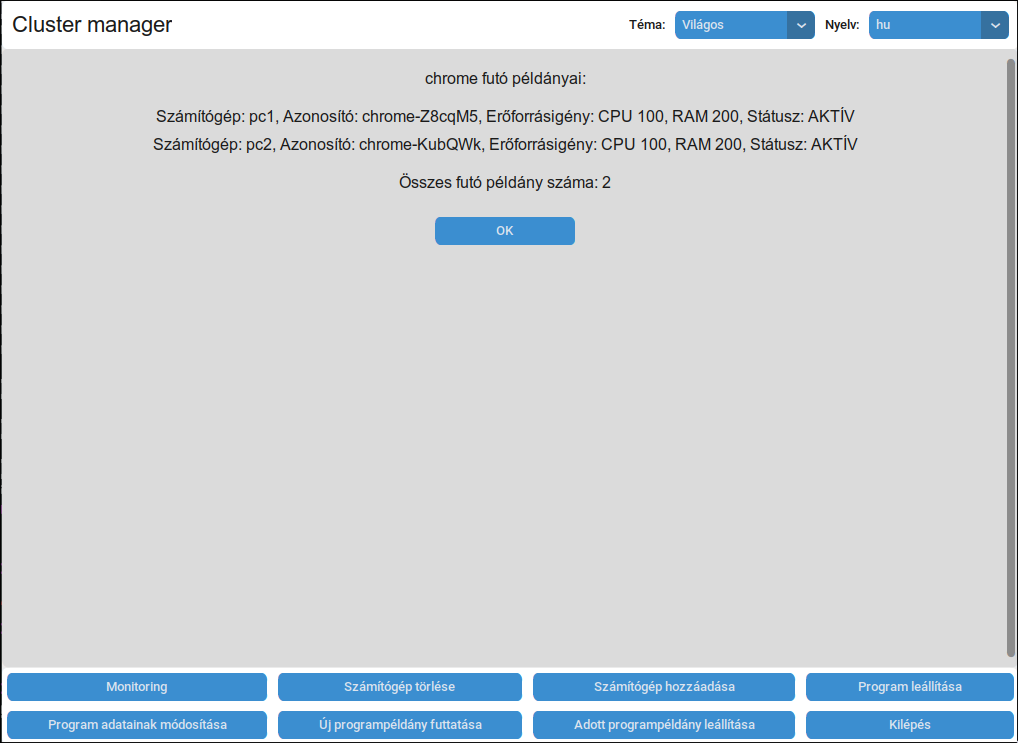 Cluster manager
Téma: Világos Nyelv: hu
chrome futó példányai:
Számítógép: pc1, Azonosító: chrome-Z8cqM5, Erőforrásigény: CPU 100, RAM 200, Státusz: AKTÍV
Számítógép: pc2, Azonosító: chrome-KubQWk, Erőforrásigény: CPU 100, RAM 200, Státusz: AKTÍV
Összes futó példány száma: 2
OK
Monitoring Számítógép törlése Számítógép hozzáadása Program leállítása
Program adatainak módosítása Új programpéldány futtatása Adott programpéldány leállítása Kilépés